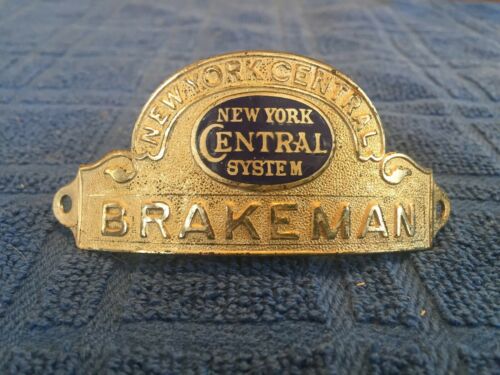 NEW YORK CENTRAL
NEW YORK
CENTRAL
SYSTEM
BRAKEMAN